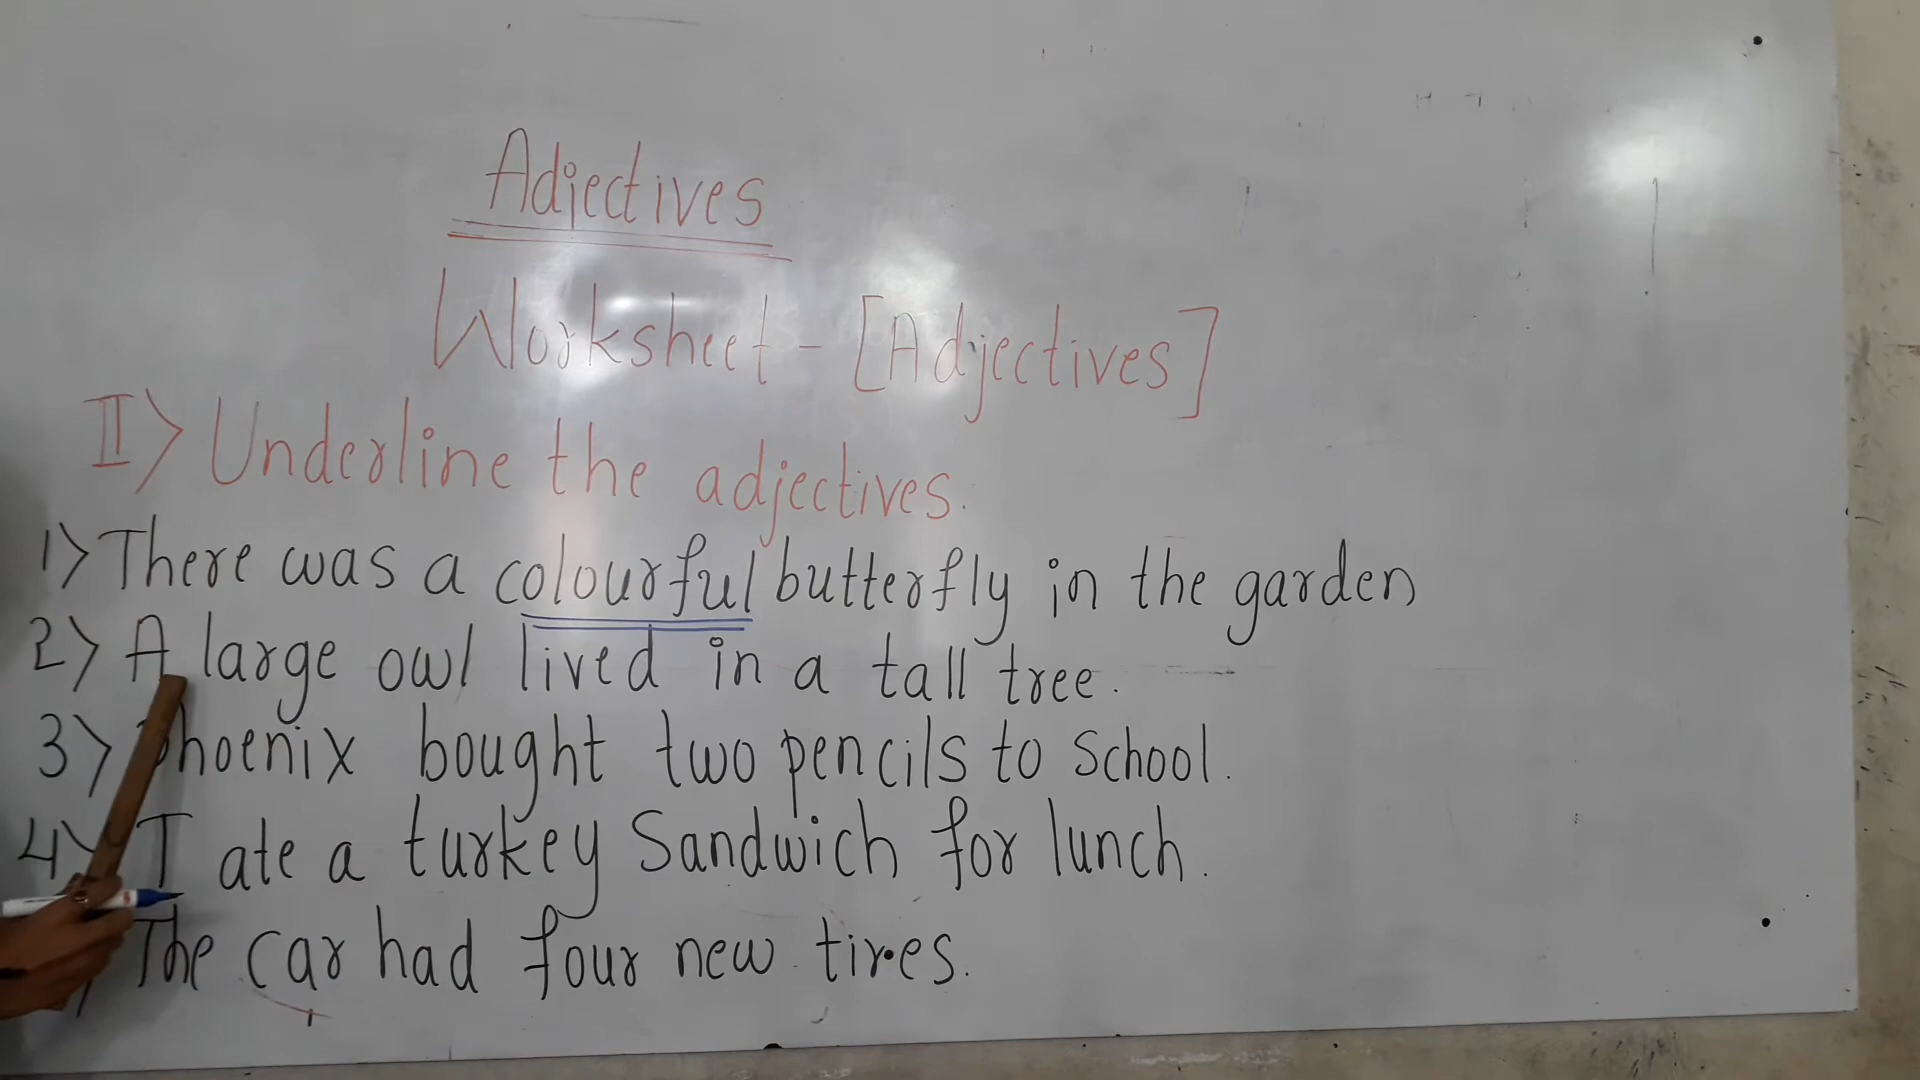 Adjectives
Worksheet - [Adjectives]
II) Underline the adjectives.
1) There was a colourful butterfly in the garden
2) A large owl lived in a tall tree.
3) Phoenix bought two pencils to School.
4) I ate a turkey Sandwich for lunch.
The car had four new tires.